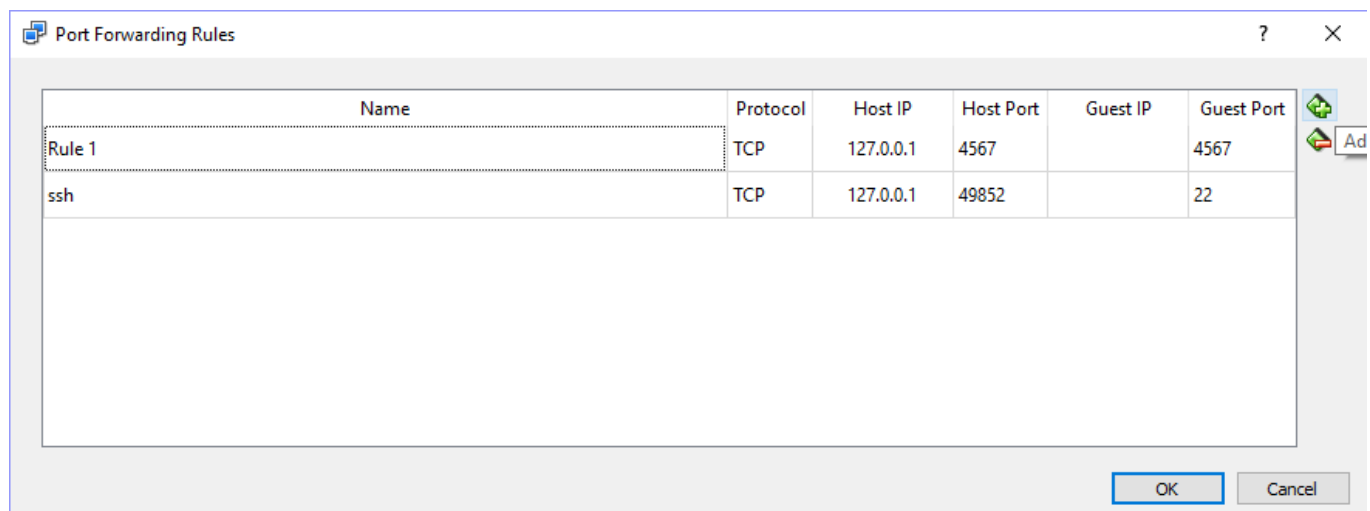 Port Forwarding Rules ?
Name Protocol Host IP Host Port Guest IP Guest Port
Rule 1 TCP 127.0.0.1 4567 4567
Ad
ssh TCP 127.0.0.1 49852 22
OK Cancel